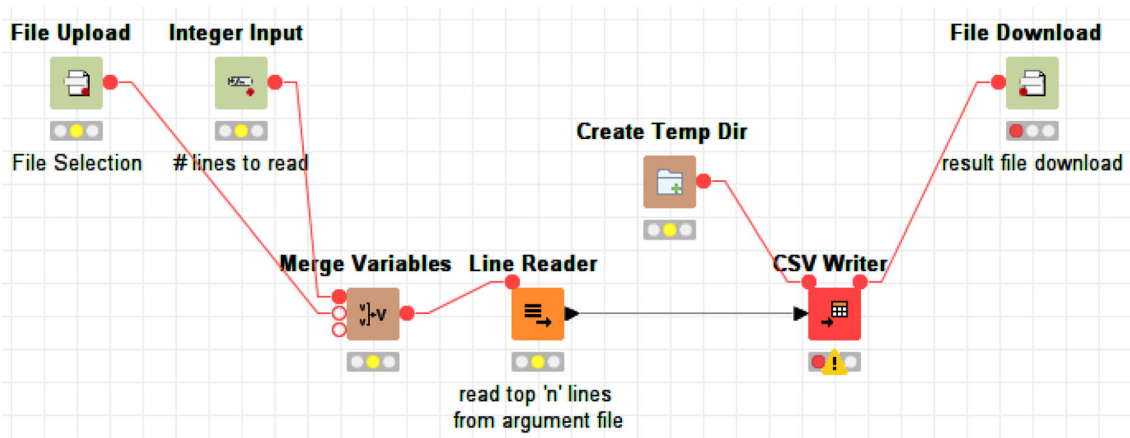 File Upload
Integer Input
File Download
File Selection
# lines to read
Create Temp Dir
result file download
Merge Variables
Line Reader
CSV Writer
read top 'n' lines
from argument file